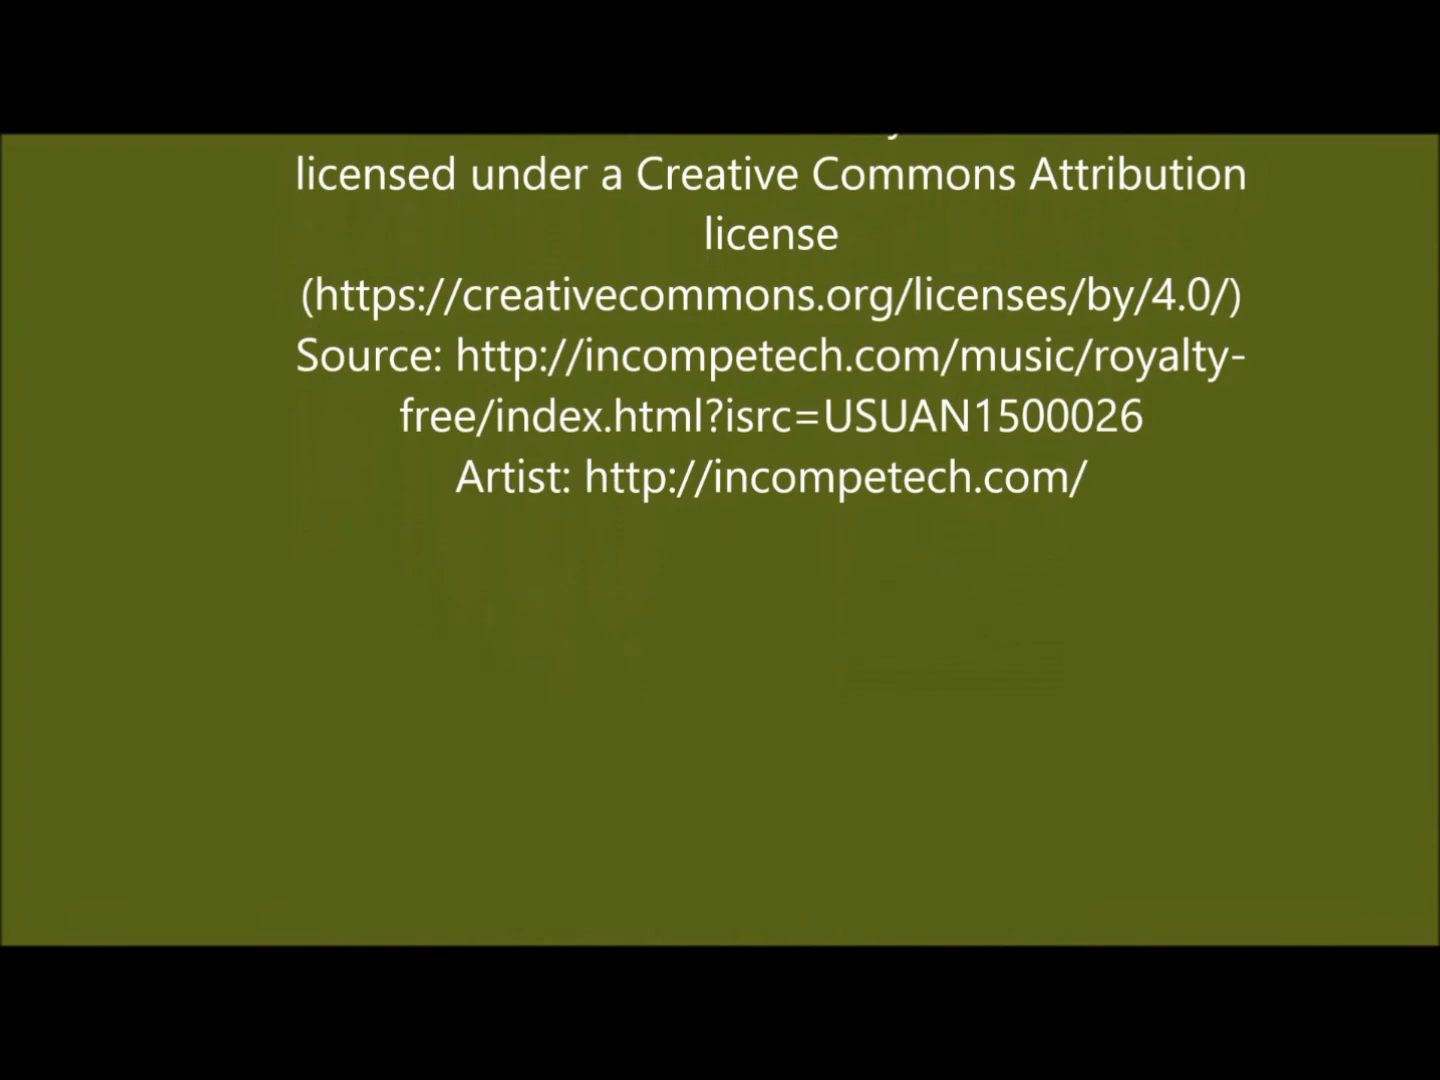 licensed under a Creative Commons Attribution
license
(https://creativecommons.org/licenses/by/4.0/)
Source: http://incompetech.com/music/royalty-
free/index.html?isrc=USUAN1500026
Artist: http://incompetech.com/